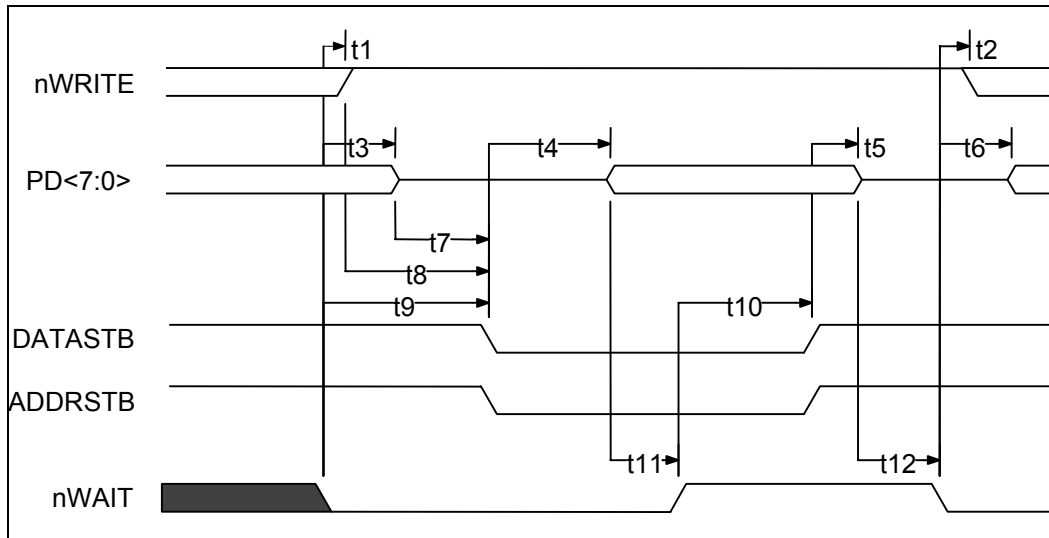 t1 t2
nWRITE
t3 t4 t5 t6
PD<7:0>
t7
t8
t9 t10
DATASTB
ADDRSTB
t11 t12
nWAIT